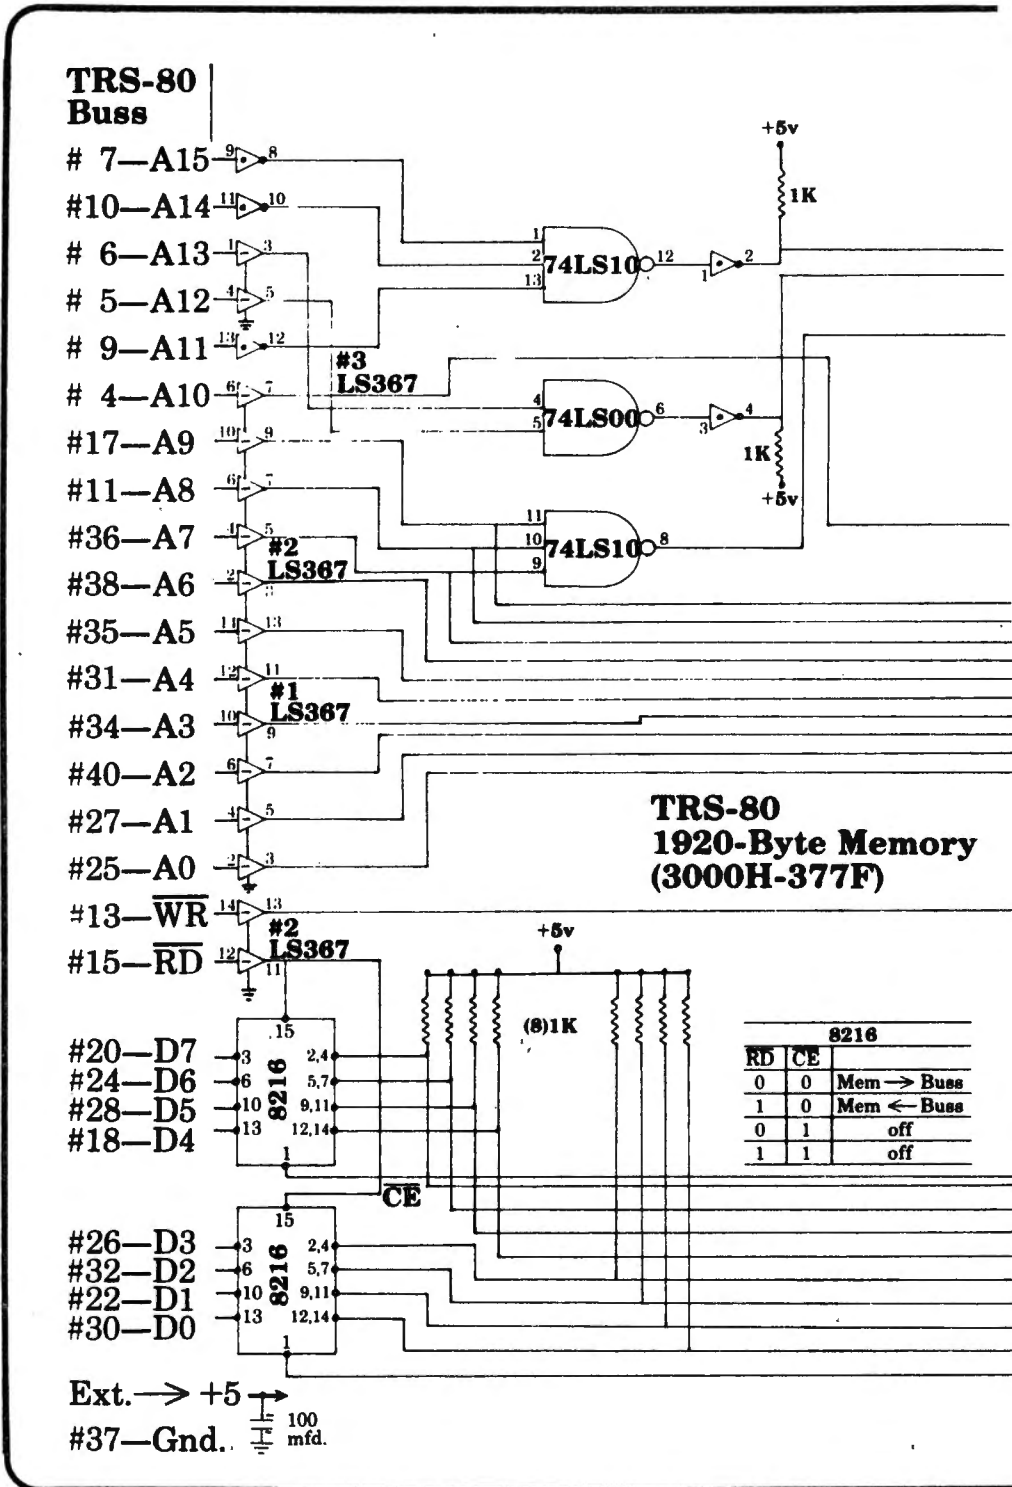 TRS-80
Buss
# 7—A15 9 8
#10—A14 11 10
# 6—A13 1 3
# 5—A12 4 5
# 9—A11 13 12
# 4—A10 6 7
#17—A9 10 9
#11—A8 6 7
#36—A7 4 5
#38—A6 2 3
#35—A5 14 13
#31—A4 12 11
#34—A3 10 9
#40—A2 6 7
#27—A1 4 5
#25—A0 2 3
#13—W̅R̅ 14 13
#15—R̅D̅ 12 11
#3
LS367
#2
LS367
#1
LS367
#2
LS367
+5v
1K
1
2 74LS10 12 1 2
13
4
5 74LS00 6 3 4
1K
+5v
11
10 74LS10 8
9
TRS-80
1920-Byte Memory
(3000H-377F)
+5v
(8)1K
15
#20—D7 3 2,4
#24—D6 6 5,7
#28—D5 10 9,11
#18—D4 13 12,14
8216
1
C̅E̅
15
#26—D3 3 2,4
#32—D2 6 5,7
#22—D1 10 9,11
#30—D0 13 12,14
8216
1
8216
R̅D̅ C̅E̅
0 0 Mem → Buss
1 0 Mem ← Buss
0 1 off
1 1 off
Ext. → +5
100
mfd.
#37—Gnd.